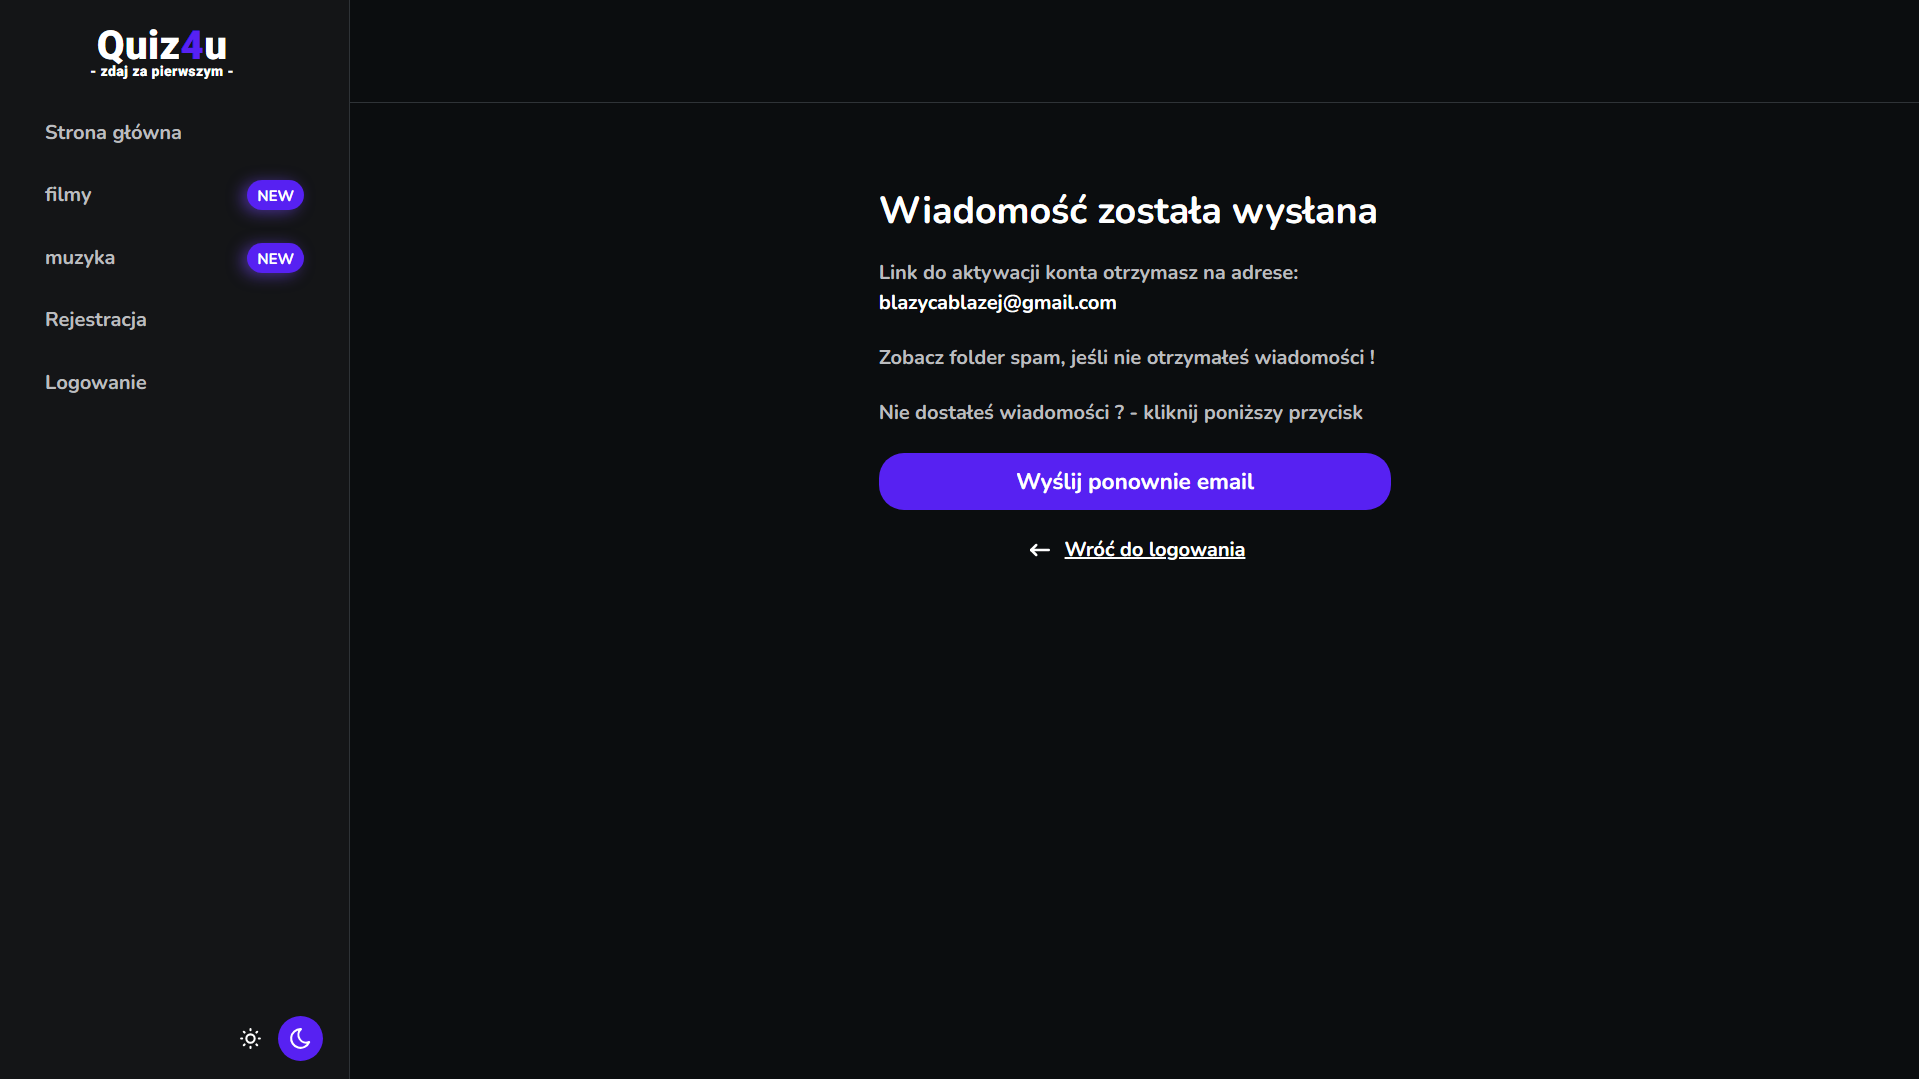 Quiz4u
- zdaj za pierwszym -
Strona główna
filmy NEW
muzyka NEW
Rejestracja
Logowanie
Wiadomość została wysłana
Link do aktywacji konta otrzymasz na adrese:
blazycablazej@gmail.com
Zobacz folder spam, jeśli nie otrzymałeś wiadomości !
Nie dostałeś wiadomości ? - kliknij poniższy przycisk
Wyślij ponownie email
Wróć do logowania